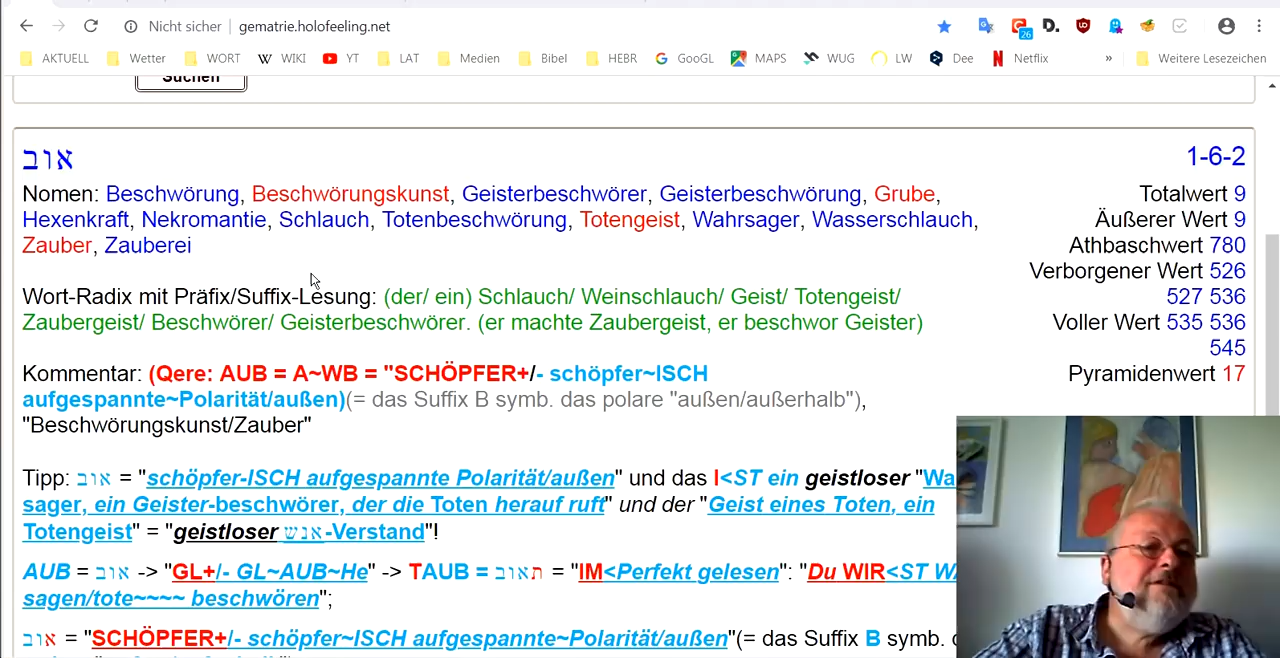 Nicht sicher | gematrie.holofeeling.net
26
AKTUELL Wetter WORT WIKI YT LAT Medien Bibel HEBR GooGL MAPS WUG LW Dee Netflix » Weitere Lesezeichen
Suchen
אוב 1-6-2
Nomen: Beschwörung, Beschwörungskunst, Geisterbeschwörer, Geisterbeschwörung, Grube,
Hexenkraft, Nekromantie, Schlauch, Totenbeschwörung, Totengeist, Wahrsager, Wasserschlauch,
Zauber, Zauberei
Totalwert 9
Äußerer Wert 9
Athbaschwert 780
Verborgener Wert 526
527 536
Voller Wert 535 536
545
Pyramidenwert 17
Wort-Radix mit Präfix/Suffix-Lesung: (der/ ein) Schlauch/ Weinschlauch/ Geist/ Totengeist/
Zaubergeist/ Beschwörer/ Geisterbeschwörer. (er machte Zaubergeist, er beschwor Geister)
Kommentar: (Qere: AUB = A~WB = "SCHÖPFER+/- schöpfer~ISCH
aufgespannte~Polarität/außen)(= das Suffix B symb. das polare "außen/außerhalb"),
"Beschwörungskunst/Zauber"
Tipp: אוב = "schöpfer-ISCH aufgespannte Polarität/außen" und das I<ST ein geistloser "Wa
sager, ein Geister-beschwörer, der die Toten herauf ruft" und der "Geist eines Toten, ein
Totengeist" = "geistloser אנש-Verstand"!
AUB = אוב -> "GL+/- GL~AUB~He" -> TAUB = תאוב = "IM<Perfekt gelesen": "Du WIR<ST W
sagen/tote~~~~ beschwören";
אוב = "SCHÖPFER+/- schöpfer~ISCH aufgespannte~Polarität/außen"(= das Suffix B symb.